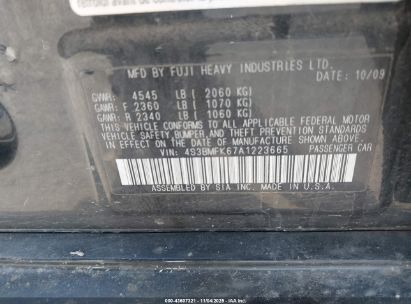 MFD BY FUJI HEAVY INDUSTRIES LTD.
DATE: 10/09
GVWR: 4545 LB ( 2060 KG)
GAWR: F 2360 LB ( 1070 KG)
GAWR: R 2340 LB ( 1060 KG)
THIS VEHICLE CONFORMS TO ALL APPLICABLE FEDERAL MOTOR
VEHICLE SAFETY, BUMPER, AND THEFT PREVENTION STANDARDS
IN EFFECT ON THE DATE OF MANUFACTURE SHOWN ABOVE.
VIN: 4S3BMFK67A1223665 PASSENGER CAR
ASSEMBLED BY SIA INC. MADE IN U.S.A.